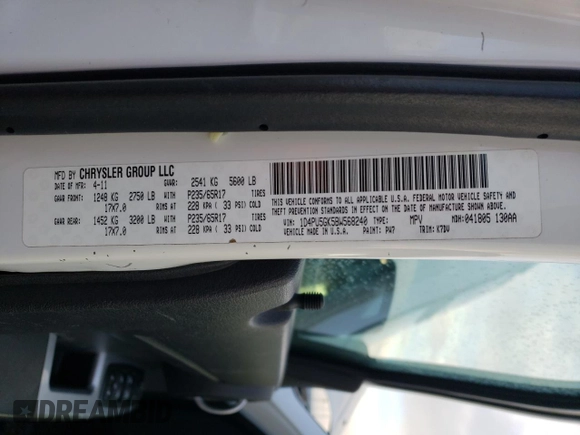 MFD BY CHRYSLER GROUP LLC
DATE OF MFR: 4-11 GVWR: 2541 KG 5600 LB
GAWR FRONT: 1248 KG 2750 LB WITH P235/65R17 TIRES
17X7.0 RIMS AT 228 KPA ( 33 PSI) COLD
GAWR REAR: 1452 KG 3200 LB WITH P235/65R17 TIRES
17X7.0 RIMS AT 228 KPA ( 33 PSI) COLD
THIS VEHICLE CONFORMS TO ALL APPLICABLE U.S.A. FEDERAL MOTOR VEHICLE SAFETY, BUMPER, AND
THEFT PREVENTION STANDARDS IN EFFECT ON THE DATE OF MANUFACTURE SHOWN ABOVE.
VEHICLE MADE IN U.S.A. VIN: 1D4PU5GK5BW558240 TYPE: MPV MDH: 041805 130AA
PAINT: PW7 TRIM: K7DV
DREAMBID